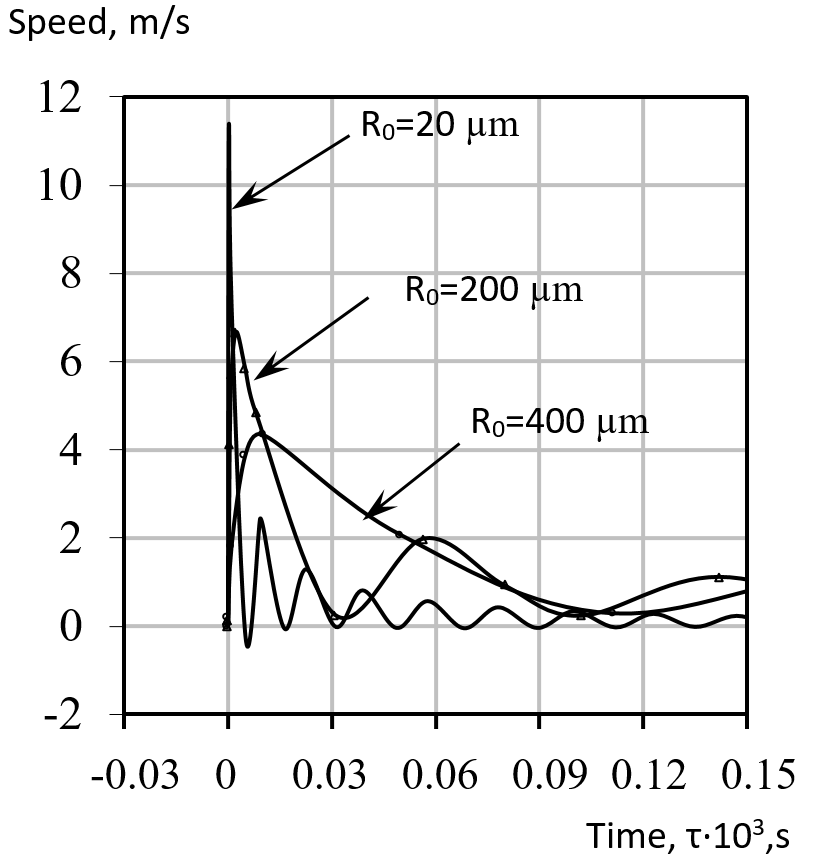 Speed, m/s
12
R₀=20 µm
10
8
R₀=200 µm
6
R₀=400 µm
4
2
0
-2
-0.03 0 0.03 0.06 0.09 0.12 0.15
Time, τ·10³,s